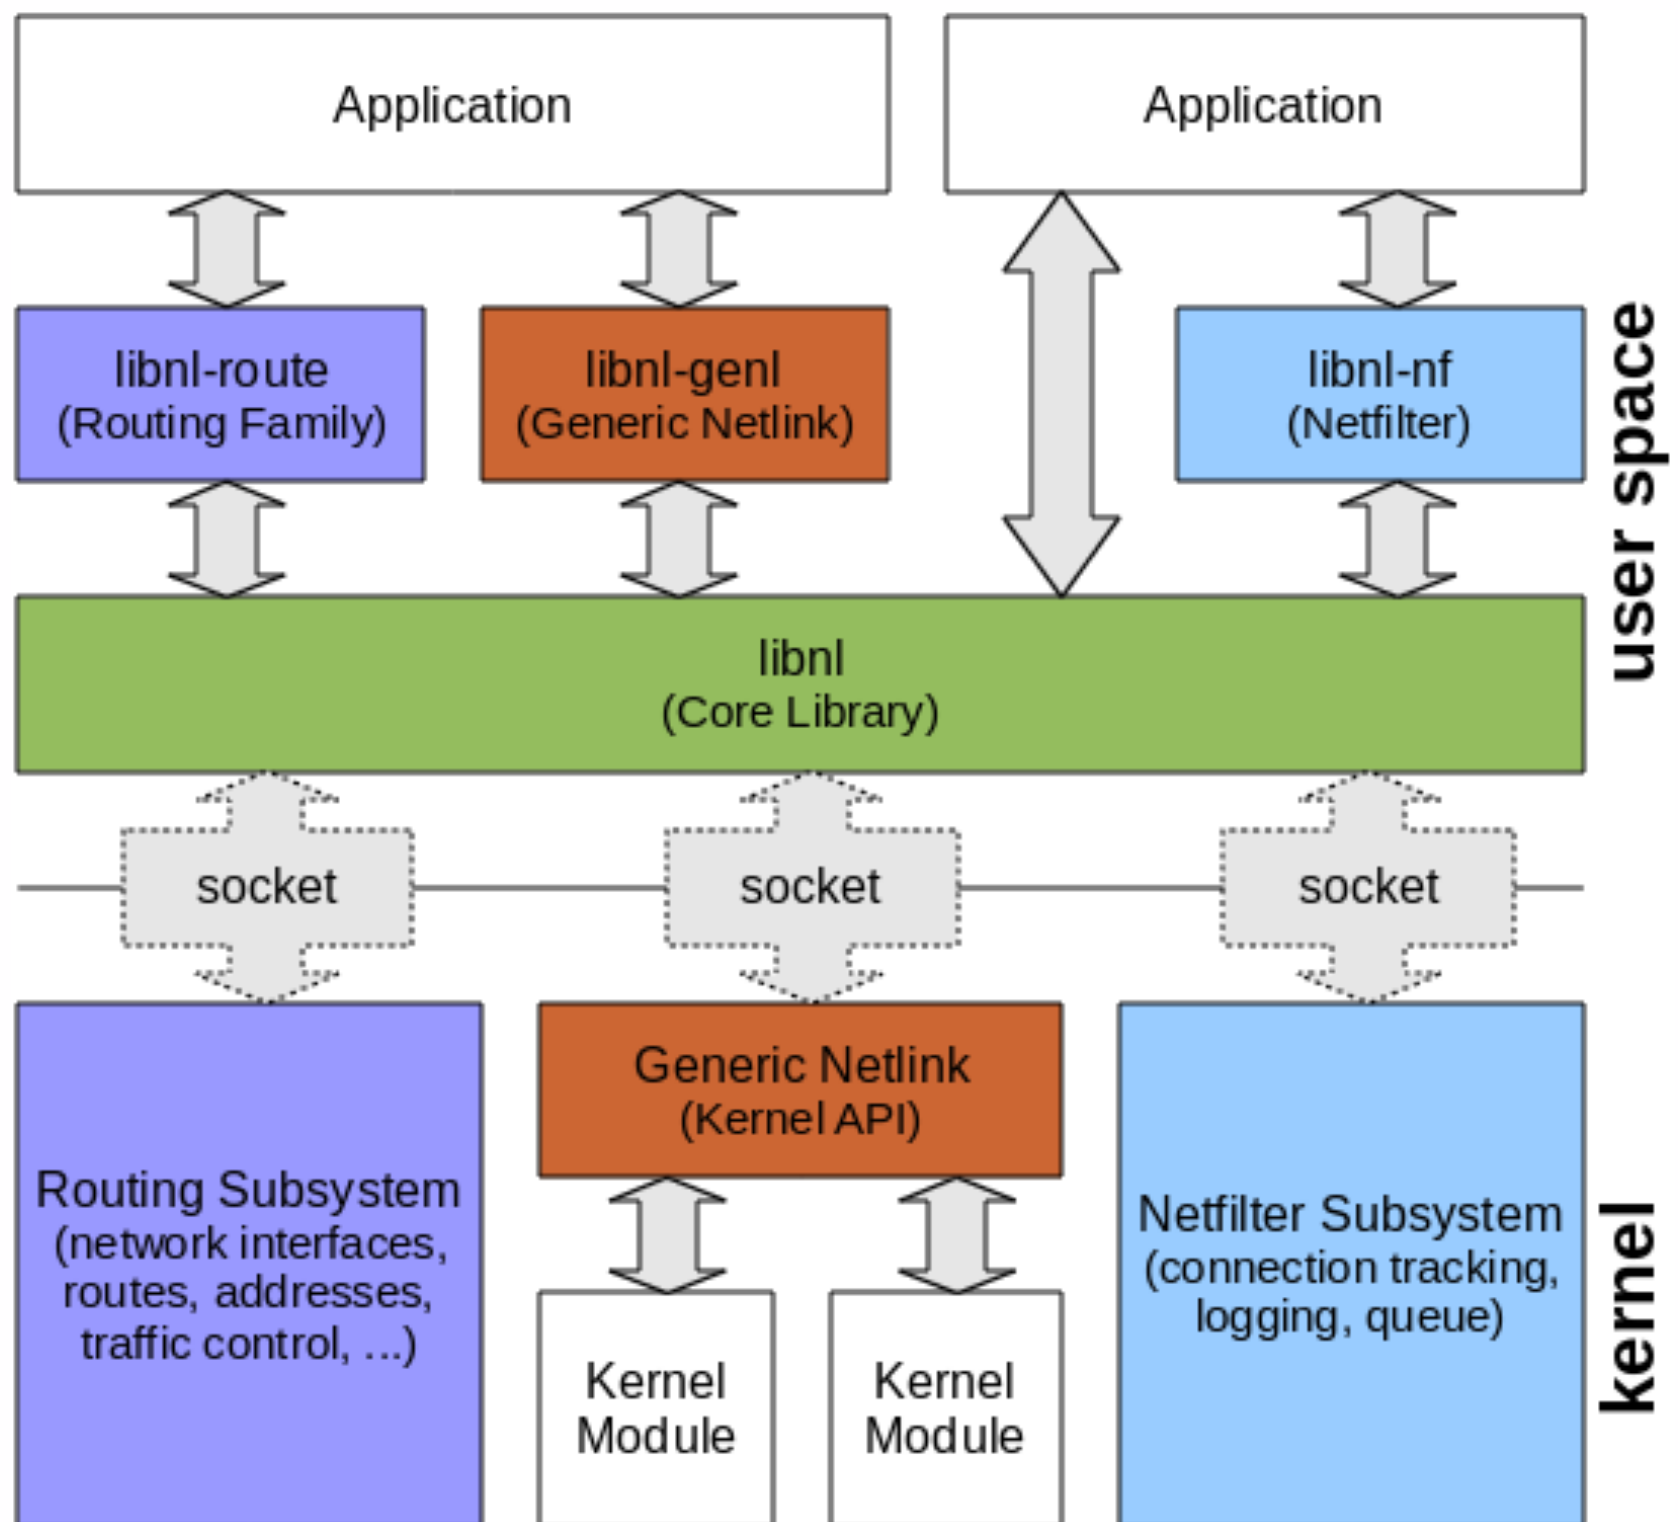 Application
Application
libnl-route
(Routing Family)
libnl-genl
(Generic Netlink)
libnl-nf
(Netfilter)
user space
libnl
(Core Library)
socket
socket
socket
Routing Subsystem
(network interfaces,
routes, addresses,
traffic control, ...)
Generic Netlink
(Kernel API)
Kernel
Module
Kernel
Module
Netfilter Subsystem
(connection tracking,
logging, queue)
kernel